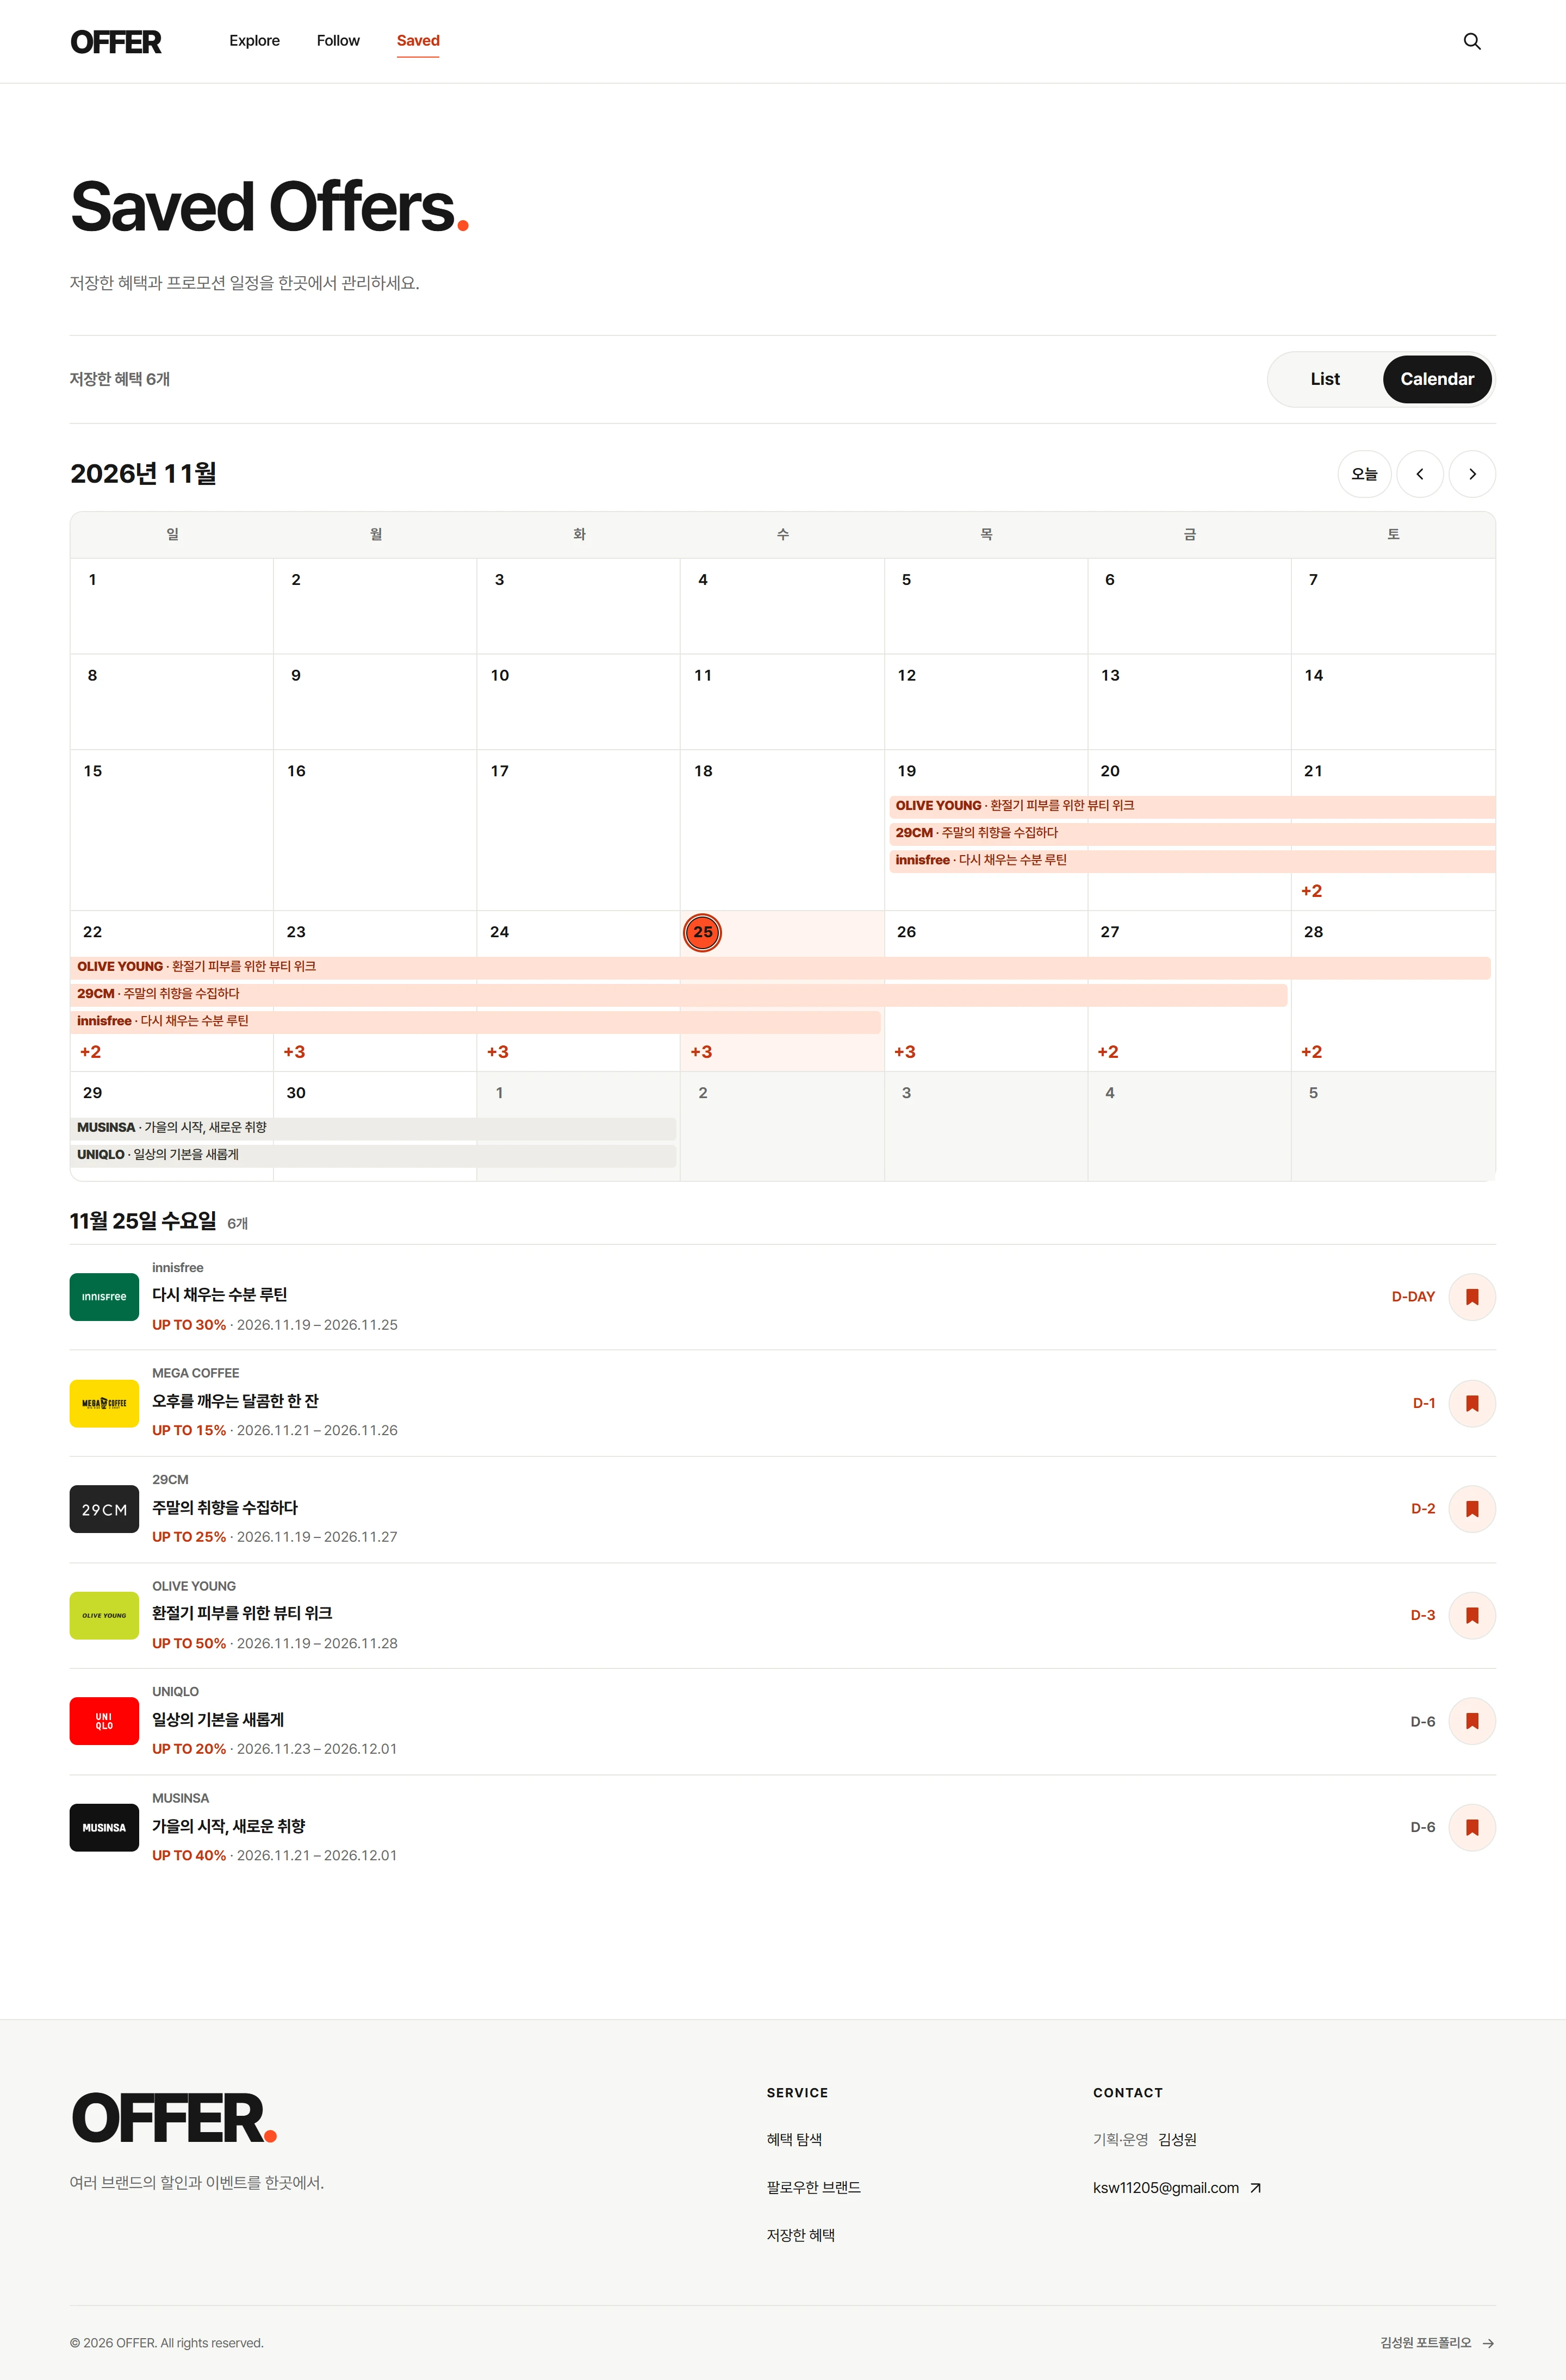 OFFER Explore Follow Saved
Saved Offers.
저장한 혜택과 프로모션 일정을 한곳에서 관리하세요.
저장한 혜택 6개 List Calendar
2026년 11월 오늘
일 월 화 수 목 금 토
1 2 3 4 5 6 7
8 9 10 11 12 13 14
15 16 17 18 19 20 21
OLIVE YOUNG · 환절기 피부를 위한 뷰티 위크
29CM · 주말의 취향을 수집하다
innisfree · 다시 채우는 수분 루틴
+2
22 23 24 25 26 27 28
OLIVE YOUNG · 환절기 피부를 위한 뷰티 위크
29CM · 주말의 취향을 수집하다
innisfree · 다시 채우는 수분 루틴
+2 +3 +3 +3 +3 +2 +2
29 30 1 2 3 4 5
MUSINSA · 가을의 시작, 새로운 취향
UNIQLO · 일상의 기본을 새롭게
11월 25일 수요일 6개
innisfree
innisfree
다시 채우는 수분 루틴
D-DAY
UP TO 30% · 2026.11.19 – 2026.11.25
MEGA COFFEE
MEGA COFFEE
오후를 깨우는 달콤한 한 잔
D-1
UP TO 15% · 2026.11.21 – 2026.11.26
29CM
29CM
주말의 취향을 수집하다
D-2
UP TO 25% · 2026.11.19 – 2026.11.27
OLIVE YOUNG
OLIVE YOUNG
환절기 피부를 위한 뷰티 위크
D-3
UP TO 50% · 2026.11.19 – 2026.11.28
UNIQLO
UNI
QLO
일상의 기본을 새롭게
D-6
UP TO 20% · 2026.11.23 – 2026.12.01
MUSINSA
MUSINSA
가을의 시작, 새로운 취향
D-6
UP TO 40% · 2026.11.21 – 2026.12.01
OFFER.
여러 브랜드의 할인과 이벤트를 한곳에서.
SERVICE
혜택 탐색
팔로우한 브랜드
저장한 혜택
CONTACT
기획·운영 김성원
ksw11205@gmail.com
© 2026 OFFER. All rights reserved.
김성원 포트폴리오 →